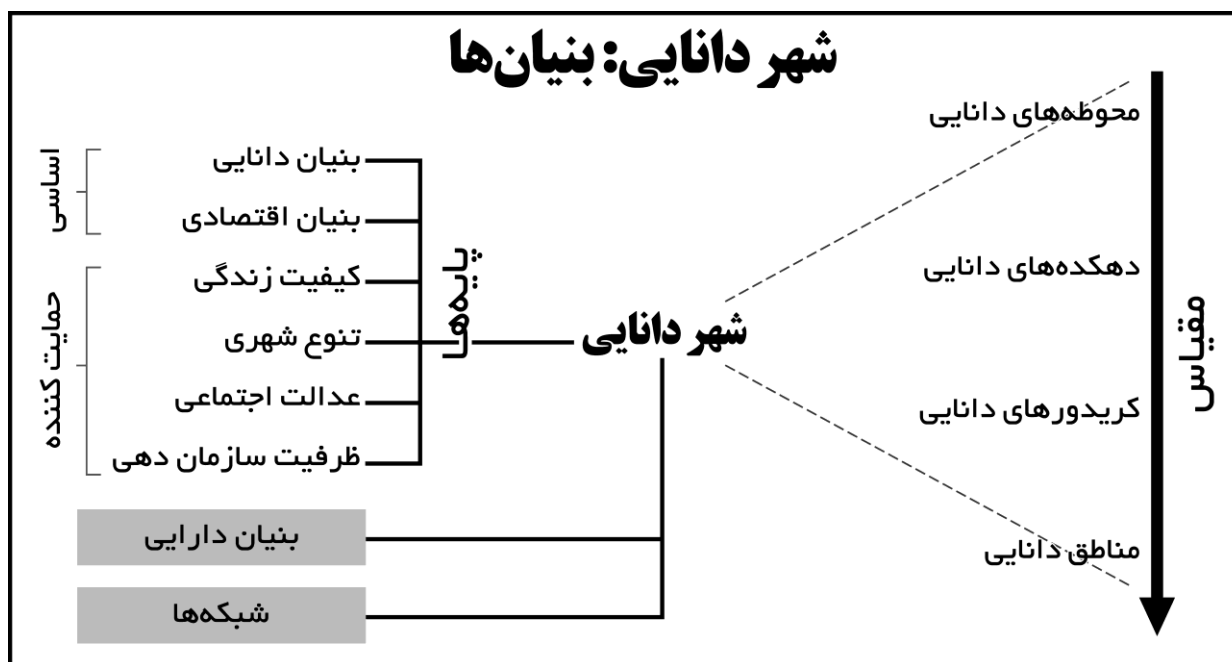 شهر دانایی: بنیان‌ها
مقیاس
محوطه‌های دانایی
دهکده‌های دانایی
کریدورهای دانایی
مناطق دانایی
شهر دانایی
پایه‌ها
بنیان دانایی
بنیان اقتصادی
کیفیت زندگی
تنوع شهری
عدالت اجتماعی
ظرفیت سازمان دهی
اساسی
حمایت کننده
بنیان دارایی
شبکه‌ها